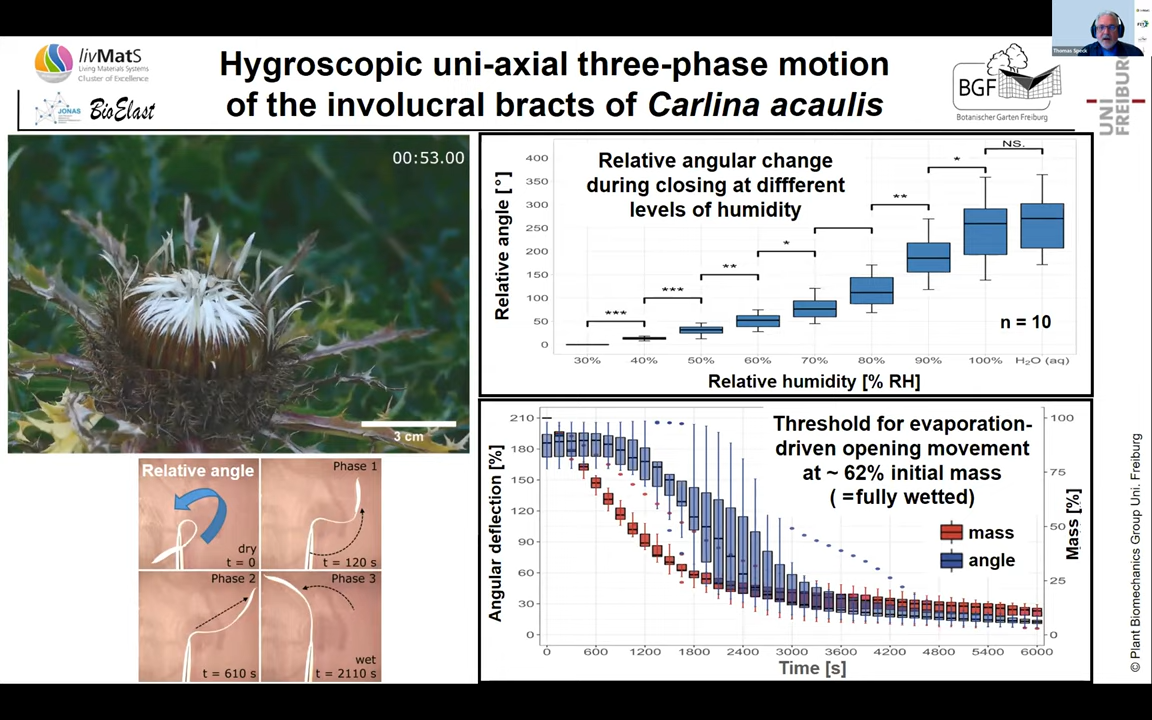 livMatS
Living Materials Systems
Cluster of Excellence
JONAS
BioElast
Hygroscopic uni-axial three-phase motion
of the involucral bracts of Carlina acaulis
BGF
Botanischer Garten Freiburg
UNI
FREIBURG
Thomas Speck
00:53.00
3 cm
Relative angle
dry
t = 0
Phase 1
t = 120 s
Phase 2
t = 610 s
Phase 3
wet
t = 2110 s
Relative angular change
during closing at diffferent
levels of humidity
Relative angle [°]
400
350
300
250
200
150
100
50
0
***
***
**
*
**
*
NS.
n = 10
30% 40% 50% 60% 70% 80% 90% 100% H₂O (aq)
Relative humidity [% RH]
Threshold for evaporation-
driven opening movement
at ~ 62% initial mass
( =fully wetted)
mass
angle
Angular deflection [%]
210
180
150
120
90
60
30
0
Mass [%]
100
75
50
25
0
0 600 1200 1800 2400 3000 3600 4200 4800 5400 6000
Time [s]
© Plant Biomechanics Group Uni. Freiburg